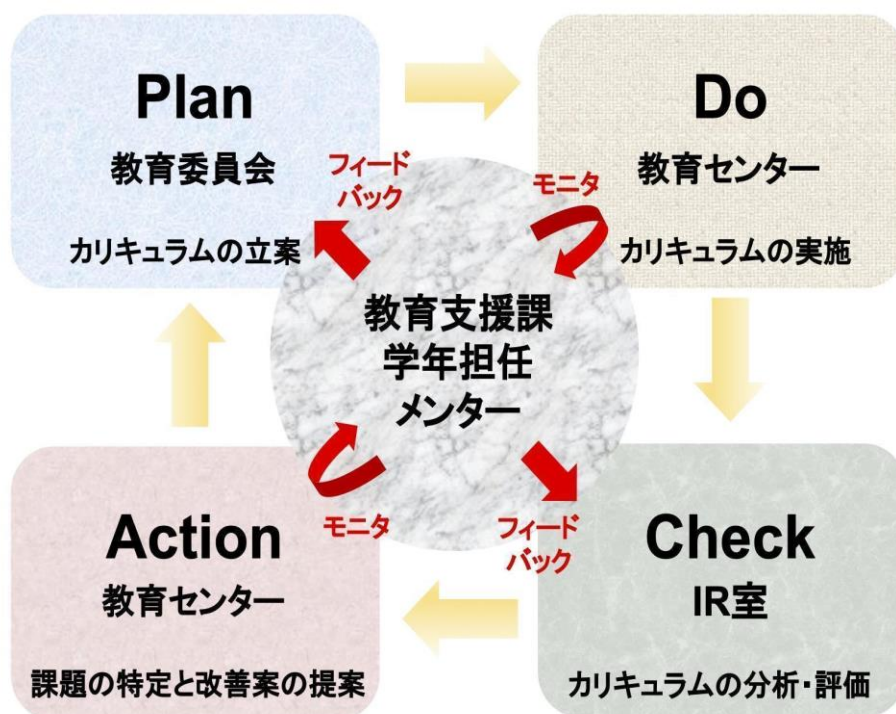 Plan
教育委員会
カリキュラムの立案
Do
教育センター
カリキュラムの実施
フィード
バック
モニタ
教育支援課
学年担任
メンター
モニタ
フィード
バック
Action
教育センター
課題の特定と改善案の提案
Check
IR室
カリキュラムの分析・評価